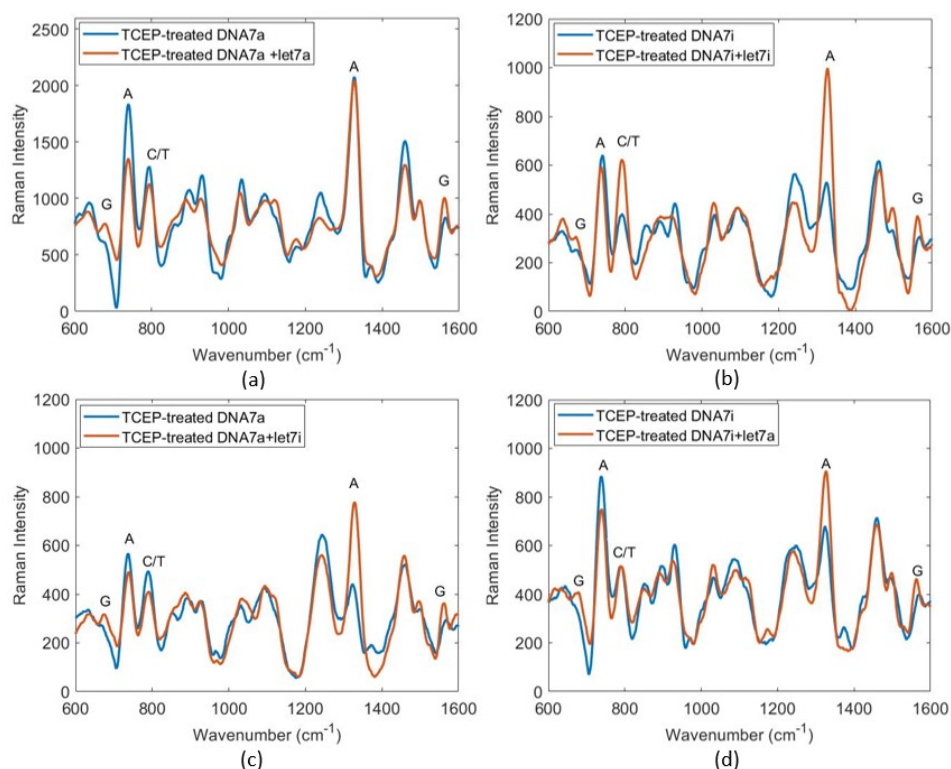 TCEP-treated DNA7a
TCEP-treated DNA7a +let7a
2500
2000
1500
1000
500
0
Raman Intensity
A
C/T
G
A
G
600 800 1000 1200 1400 1600
Wavenumber (cm⁻¹)
(a)
TCEP-treated DNA7i
TCEP-treated DNA7i+let7i
1200
1000
800
600
400
200
0
Raman Intensity
A
C/T
G
A
G
600 800 1000 1200 1400 1600
Wavenumber (cm⁻¹)
(b)
TCEP-treated DNA7a
TCEP-treated DNA7a+let7i
1200
1000
800
600
400
200
0
Raman Intensity
A
C/T
G
A
G
600 800 1000 1200 1400 1600
Wavenumber (cm⁻¹)
(c)
TCEP-treated DNA7i
TCEP-treated DNA7i+let7a
1200
1000
800
600
400
200
0
Raman Intensity
A
C/T
G
A
G
600 800 1000 1200 1400 1600
Wavenumber (cm⁻¹)
(d)